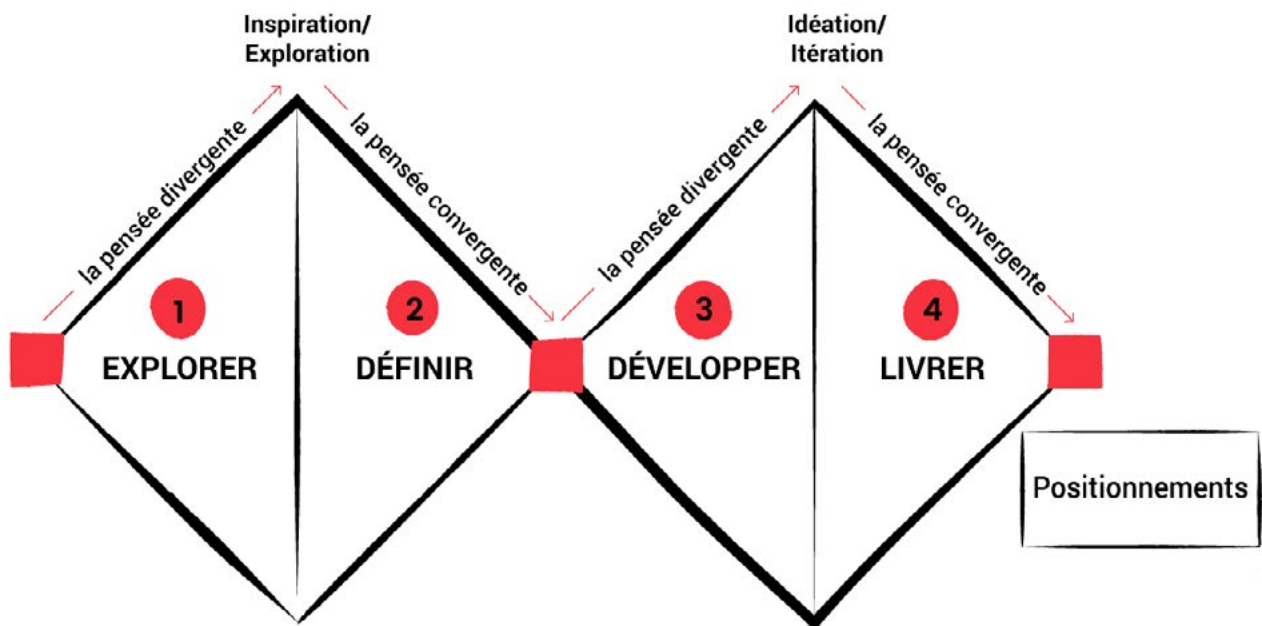 Inspiration/
Exploration
Idéation/
Itération
la pensée divergente
la pensée convergente
la pensée divergente
la pensée convergente
1
2
3
4
EXPLORER
DÉFINIR
DÉVELOPPER
LIVRER
Positionnements